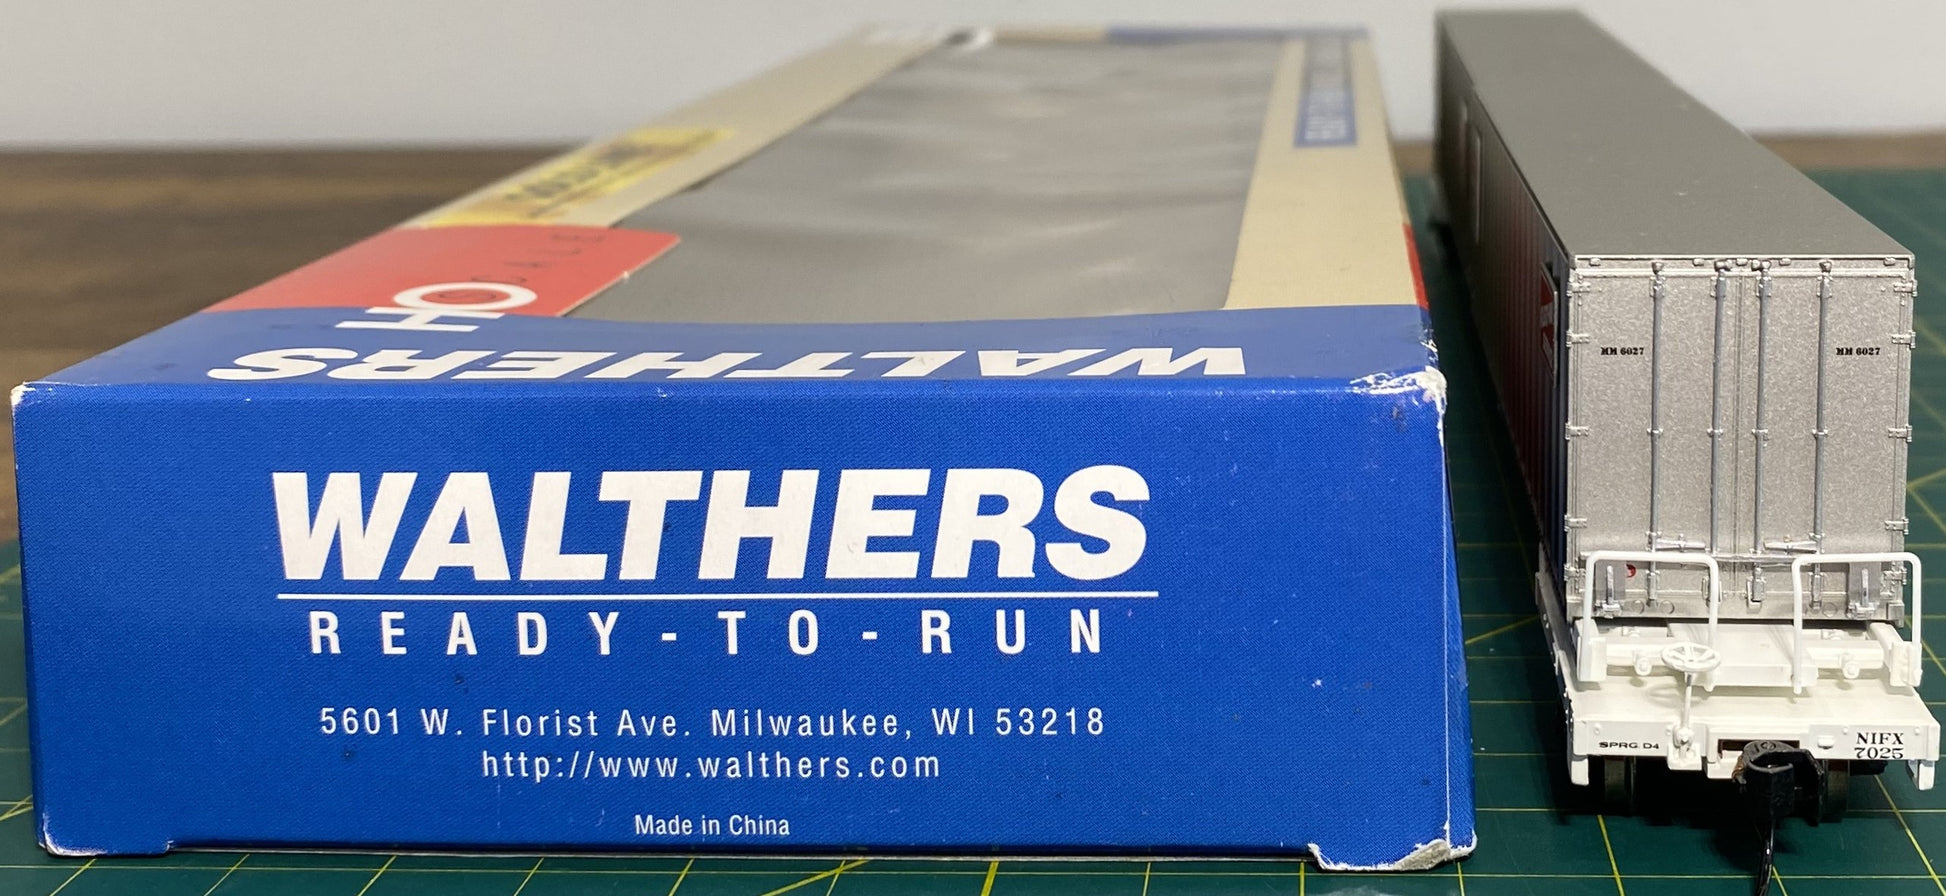 HO
SCALE
WALTHERS
WALTHERS
READY-TO-RUN
5601 W. Florist Ave. Milwaukee, WI 53218
http://www.walthers.com
Made in China
MM 6027
MM 6027
SPRG. D4
NIFX
7025